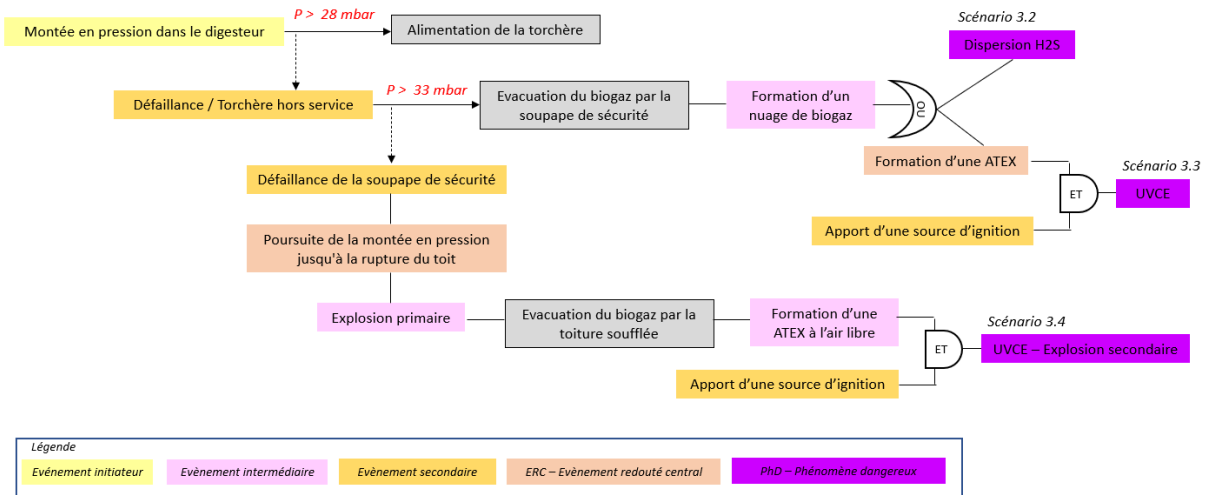 P > 28 mbar
Montée en pression dans le digesteur
Alimentation de la torchère
Scénario 3.2
Dispersion H2S
Défaillance / Torchère hors service
P > 33 mbar
Evacuation du biogaz par la
soupape de sécurité
Formation d'un
nuage de biogaz
OU
Formation d'une ATEX
Scénario 3.3
Défaillance de la soupape de sécurité
ET
UVCE
Apport d'une source d'ignition
Poursuite de la montée en pression
jusqu'à la rupture du toit
Explosion primaire
Evacuation du biogaz par la
toiture soufflée
Formation d'une
ATEX à l'air libre
Scénario 3.4
ET
UVCE – Explosion secondaire
Apport d'une source d'ignition
Légende
Evénement initiateur
Evènement intermédiaire
Evènement secondaire
ERC – Evènement redouté central
PhD -- Phénomène dangereux